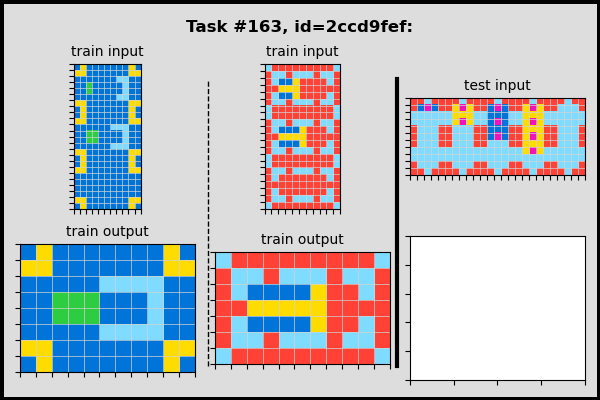 Task #163, id=2ccd9fef:
train input
train input
test input
train output
train output